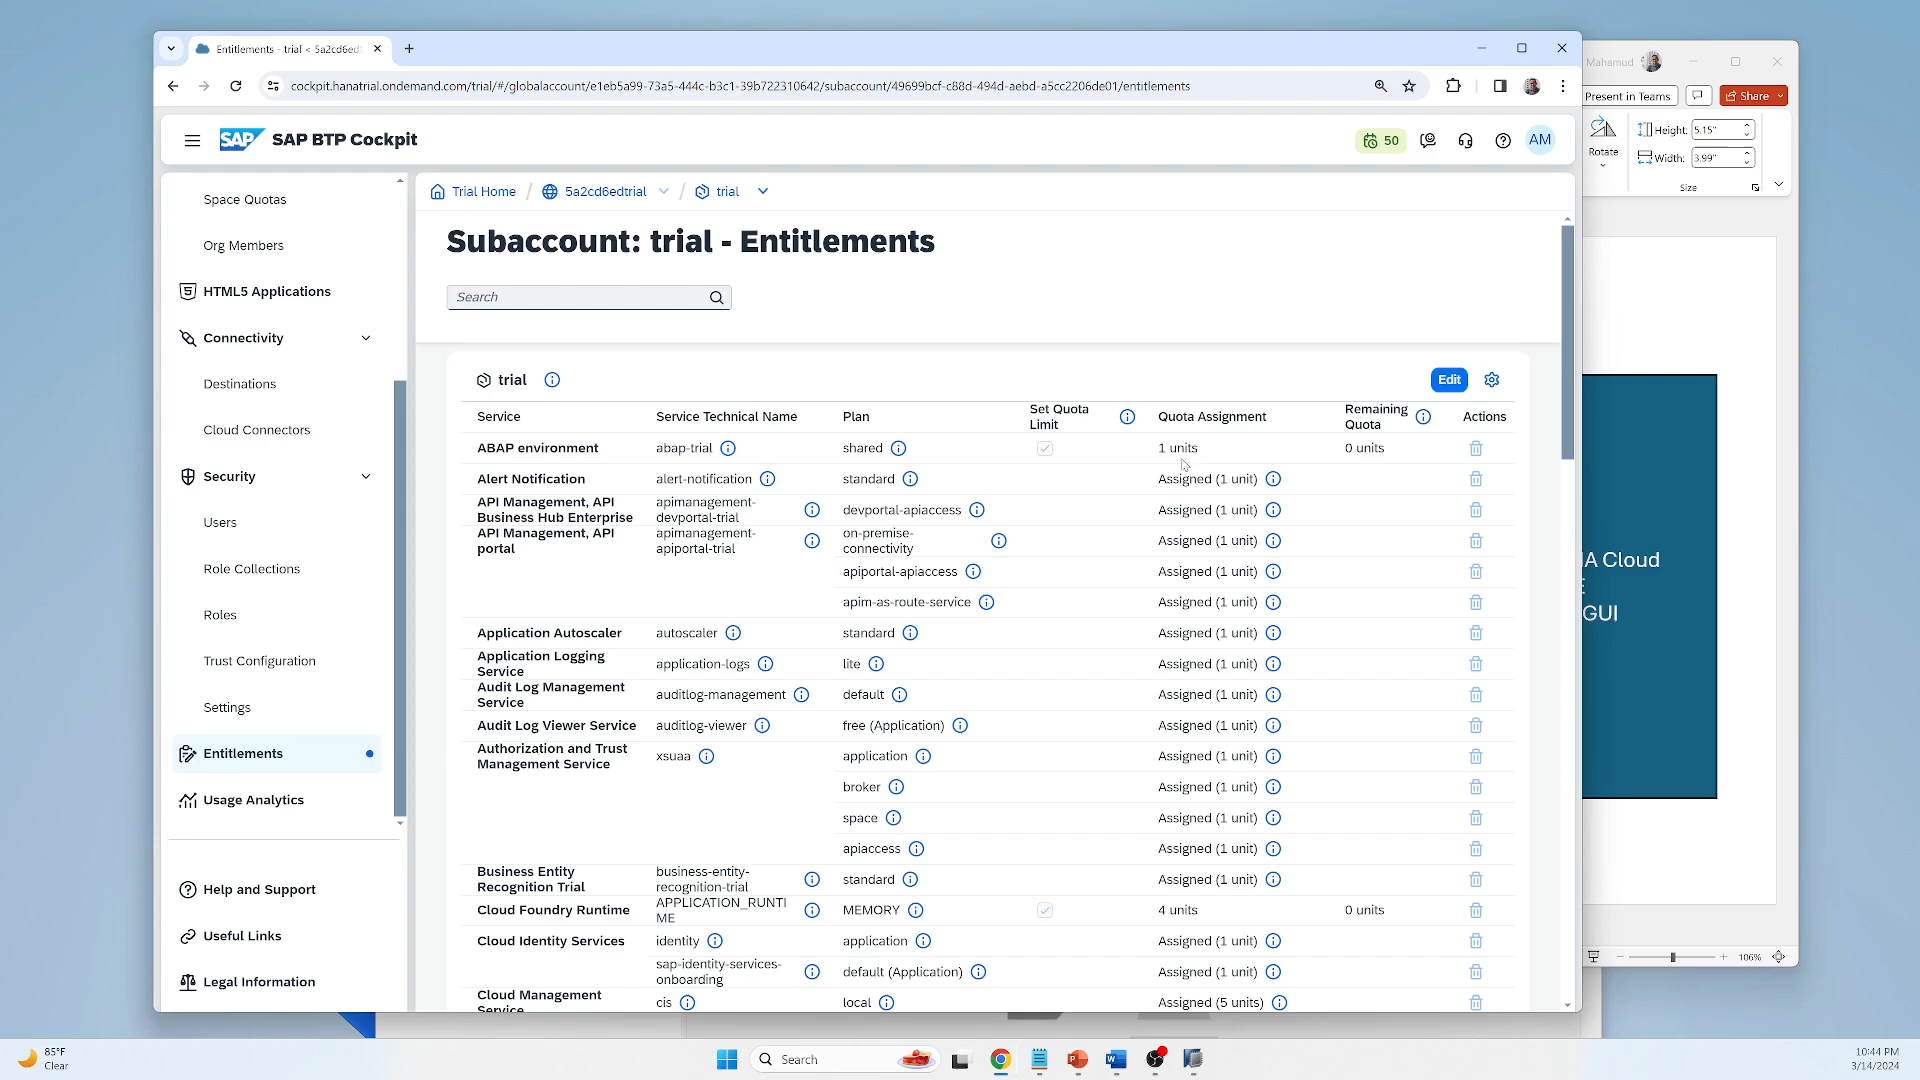 Entitlements - trial < 5a2cd6edt
cockpit.hanatrial.ondemand.com/trial/#/globalaccount/e1eb5a99-73a5-444c-b3c1-39b722310642/subaccount/49699bcf-c88d-494d-aebd-a5cc2206de01/entitlements
Mahamud
Present in Teams
Share
Rotate
Height: 5.15"
Width: 3.99"
Size
SAP SAP BTP Cockpit
50
AM
Space Quotas
Org Members
HTML5 Applications
Connectivity
Destinations
Cloud Connectors
Security
Users
Role Collections
Roles
Trust Configuration
Settings
Entitlements
Usage Analytics
Help and Support
Useful Links
Legal Information
Trial Home / 5a2cd6edtrial / trial
Subaccount: trial - Entitlements
Search
trial
Edit
Service Service Technical Name Plan Set Quota Limit Quota Assignment Remaining Quota Actions
ABAP environment abap-trial shared 1 units 0 units
Alert Notification alert-notification standard Assigned (1 unit)
API Management, API Business Hub Enterprise apimanagement-devportal-trial devportal-apiaccess Assigned (1 unit)
API Management, API portal apimanagement-apiportal-trial on-premise-connectivity Assigned (1 unit)
apiportal-apiaccess Assigned (1 unit)
apim-as-route-service Assigned (1 unit)
Application Autoscaler autoscaler standard Assigned (1 unit)
Application Logging Service application-logs lite Assigned (1 unit)
Audit Log Management Service auditlog-management default Assigned (1 unit)
Audit Log Viewer Service auditlog-viewer free (Application) Assigned (1 unit)
Authorization and Trust Management Service xsuaa application Assigned (1 unit)
broker Assigned (1 unit)
space Assigned (1 unit)
apiaccess Assigned (1 unit)
Business Entity Recognition Trial business-entity-recognition-trial standard Assigned (1 unit)
Cloud Foundry Runtime APPLICATION_RUNTIME MEMORY 4 units 0 units
Cloud Identity Services identity application Assigned (1 unit)
sap-identity-services-onboarding default (Application) Assigned (1 unit)
Cloud Management Service cis local Assigned (5 units)
A Cloud
GUI
106%
85°F
Clear
Search
10:44 PM
3/14/2024